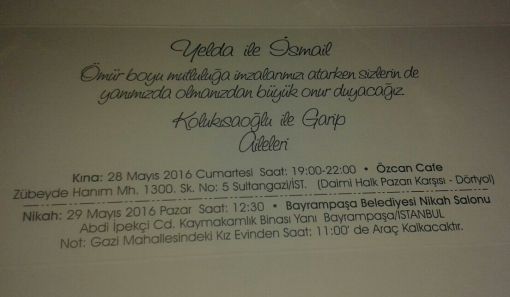 Yelda ile İsmail
Ömür boyu mutluluğa imzalarımızı atarken sizlerin de
yanımızda olmanızdan büyük onur duyacağız.
Kolukısaoğlu ile Garip
Aileleri
Kına: 28 Mayıs 2016 Cumartesi Saat: 19:00-22:00 • Özcan Cafe
Zübeyde Hanım Mh. 1300. Sk. No: 5 Sultangazi/İST. (Daimi Halk Pazarı Karşısı - Dörtyol)
Nikah: 29 Mayıs 2016 Pazar Saat: 12:30 • Bayrampaşa Belediyesi Nikah Salonu
Abdi İpekçi Cd. Kaymakamlık Binası Yanı Bayrampaşa/İSTANBUL
Not: Gazi Mahallesindeki Kız Evinden Saat: 11:00' de Araç Kalkacaktır.